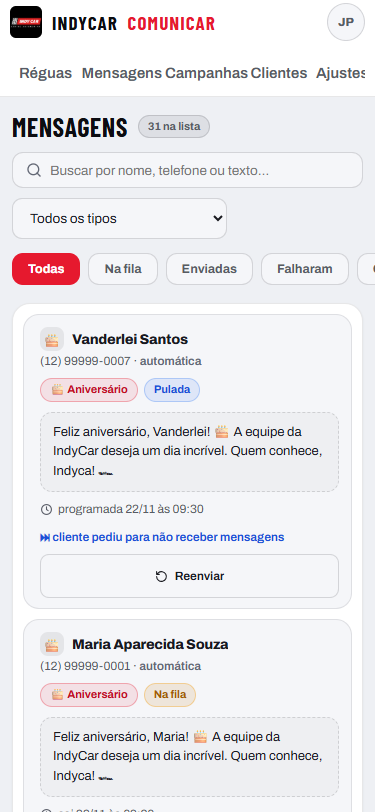 INDYCAR COMUNICAR
JP
Réguas Mensagens Campanhas Clientes Ajustes
MENSAGENS
31 na lista
Buscar por nome, telefone ou texto...
Todos os tipos
Todas
Na fila
Enviadas
Falharam
Vanderlei Santos
(12) 99999-0007 · automática
🎂 Aniversário
Pulada
Feliz aniversário, Vanderlei! 🎂 A equipe da
IndyCar deseja um dia incrível. Quem conhece,
Indyca! 🏎️
programada 22/11 às 09:30
⏭ cliente pediu para não receber mensagens
Reenviar
Maria Aparecida Souza
(12) 99999-0001 · automática
🎂 Aniversário
Na fila
Feliz aniversário, Maria! 🎂 A equipe da
IndyCar deseja um dia incrível. Quem conhece,
Indyca! 🏎️